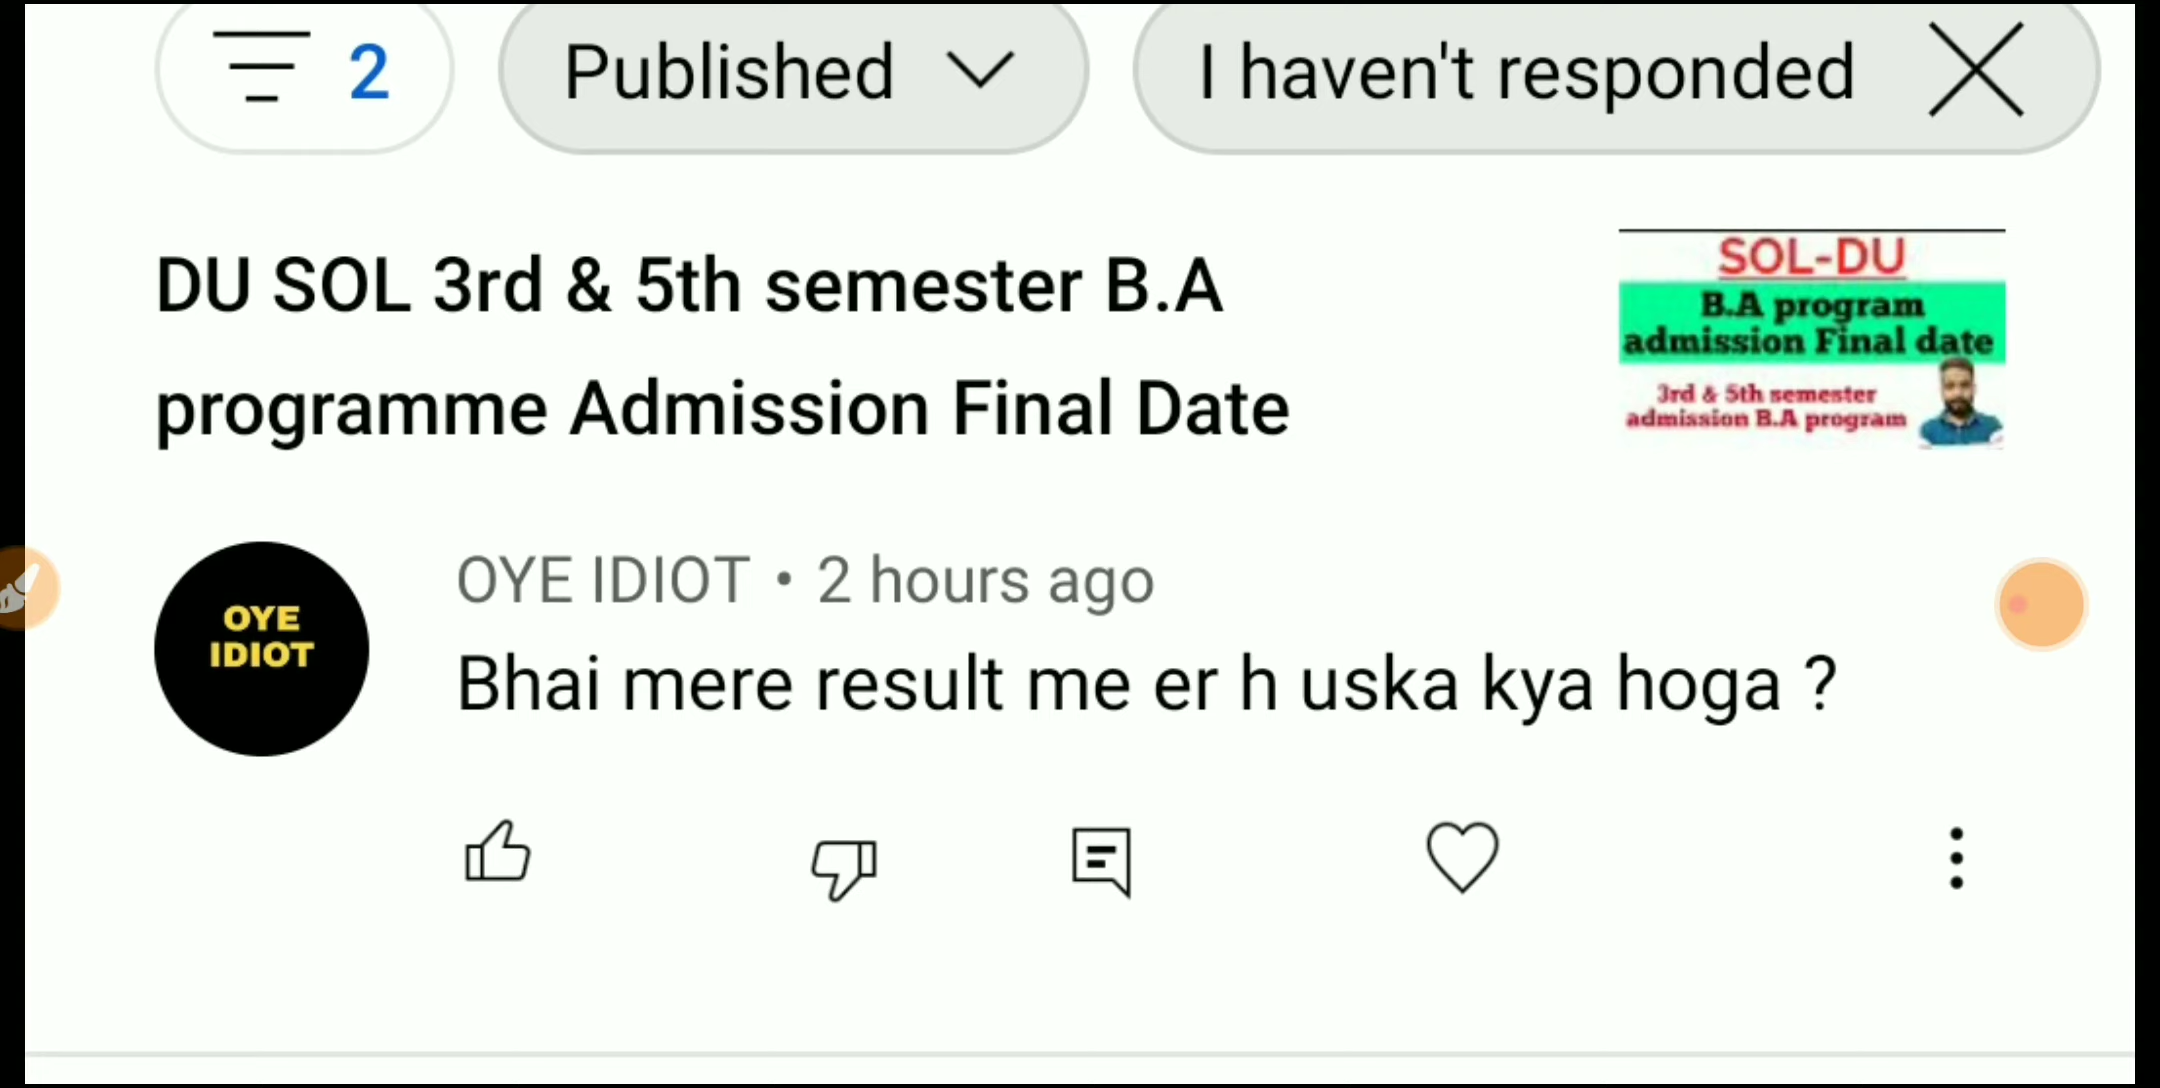 2
Published
I haven't responded
DU SOL 3rd & 5th semester B.A
programme Admission Final Date
SOL-DU
B.A program
admission Final date
3rd & 5th semester
admission B.A program
OYE
IDIOT
OYE IDIOT • 2 hours ago
Bhai mere result me er h uska kya hoga ?